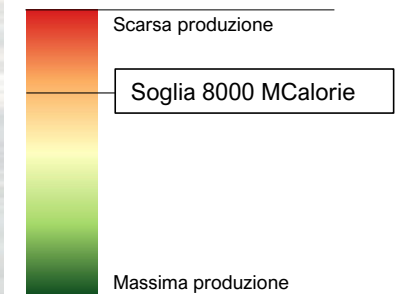 Scarsa produzione
Soglia 8000 MCalorie
Massima produzione